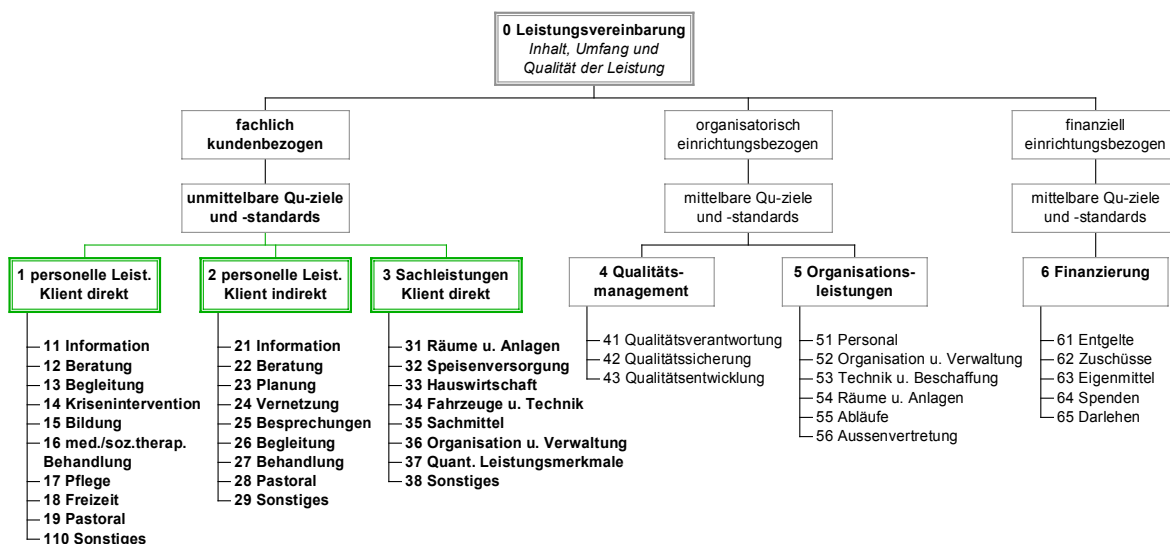 0 Leistungsvereinbarung
Inhalt, Umfang und
Qualität der Leistung
fachlich
kundenbezogen
organisatorisch
einrichtungsbezogen
finanziell
einrichtungsbezogen
unmittelbare Qu-ziele
und -standards
mittelbare Qu-ziele
und -standards
mittelbare Qu-ziele
und -standards
1 personelle Leist.
Klient direkt
2 personelle Leist.
Klient indirekt
3 Sachleistungen
Klient direkt
4 Qualitäts-
management
5 Organisations-
leistungen
6 Finanzierung
11 Information
12 Beratung
13 Begleitung
14 Krisenintervention
15 Bildung
16 med./soz.therap.
Behandlung
17 Pflege
18 Freizeit
19 Pastoral
110 Sonstiges
21 Information
22 Beratung
23 Planung
24 Vernetzung
25 Besprechungen
26 Begleitung
27 Behandlung
28 Pastoral
29 Sonstiges
31 Räume u. Anlagen
32 Speisenversorgung
33 Hauswirtschaft
34 Fahrzeuge u. Technik
35 Sachmittel
36 Organisation u. Verwaltung
37 Quant. Leistungsmerkmale
38 Sonstiges
41 Qualitätsverantwortung
42 Qualitätssicherung
43 Qualitätsentwicklung
51 Personal
52 Organisation u. Verwaltung
53 Technik u. Beschaffung
54 Räume u. Anlagen
55 Abläufe
56 Aussenvertretung
61 Entgelte
62 Zuschüsse
63 Eigenmittel
64 Spenden
65 Darlehen